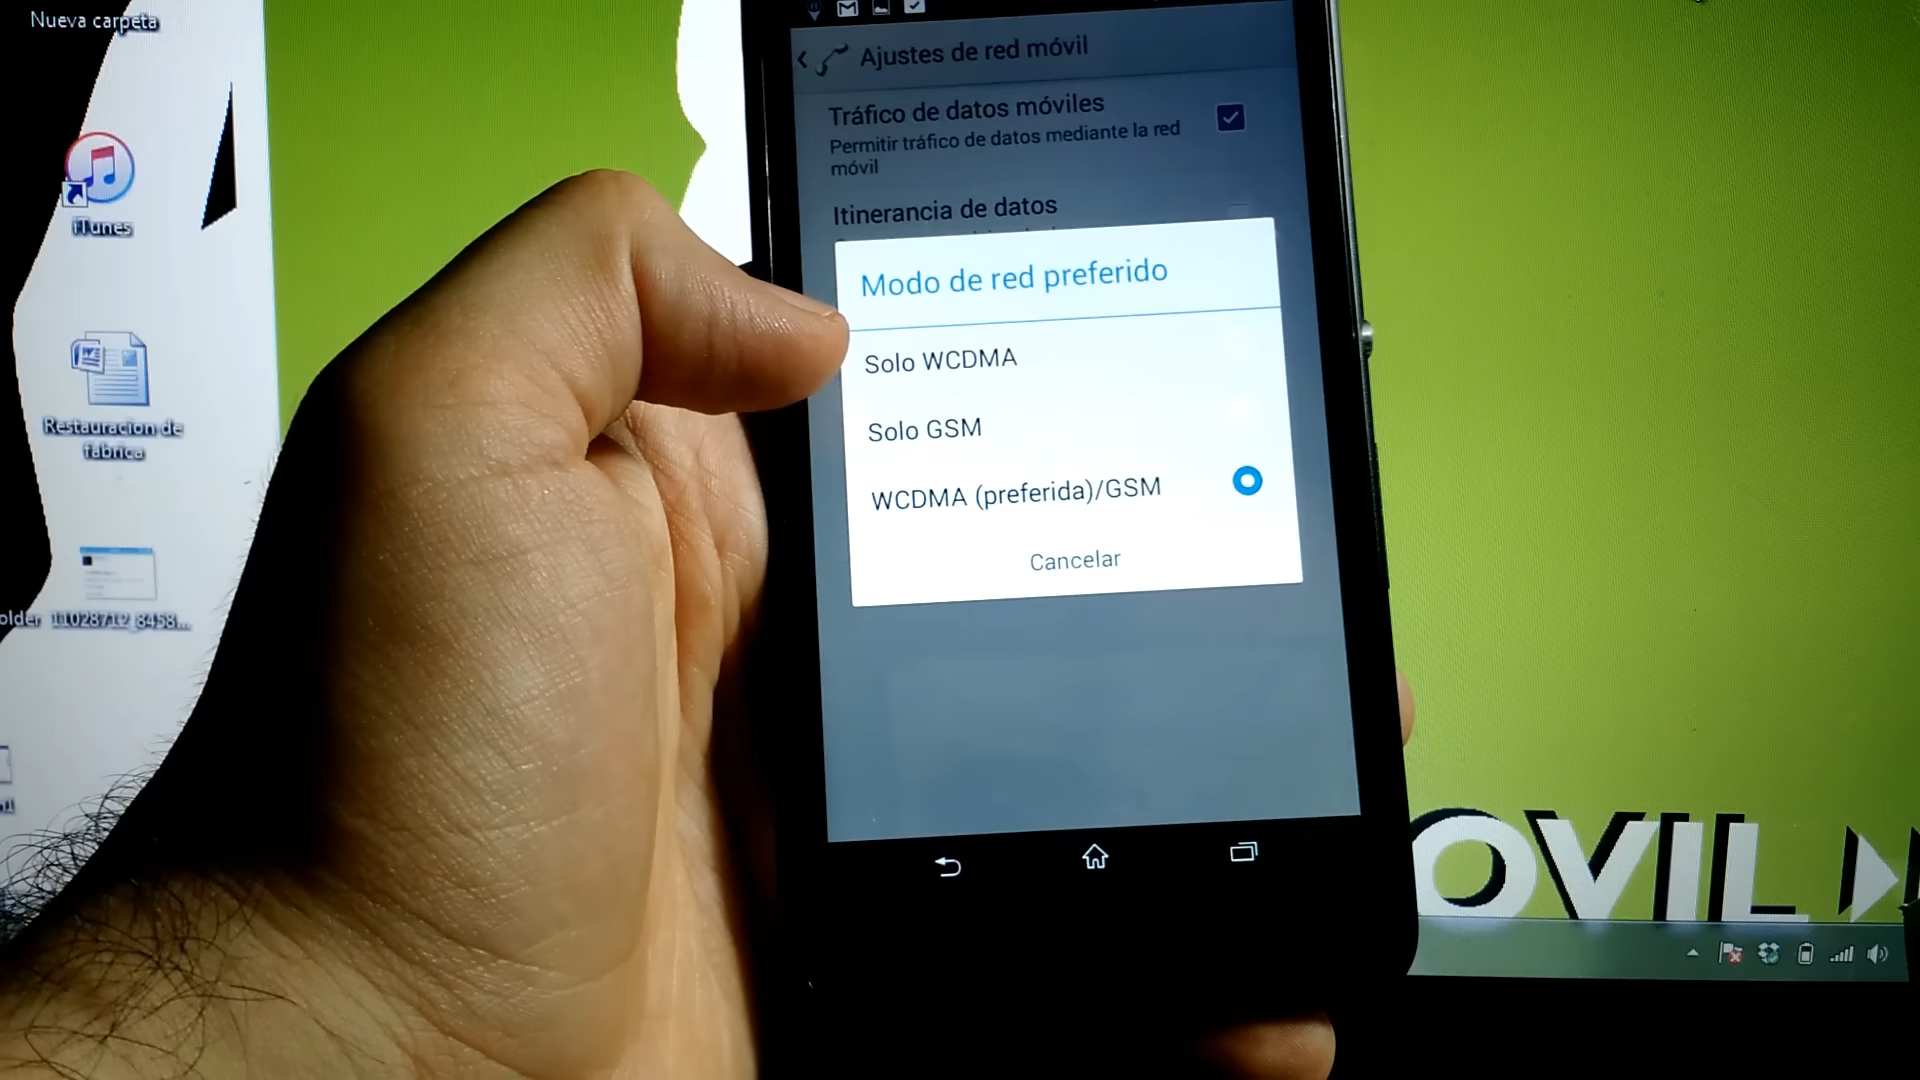 Nueva carpeta
iTunes
Restauracion de
fabrica
older
11028712_8458...
Ajustes de red móvil
Tráfico de datos móviles
Permitir tráfico de datos mediante la red
móvil
Itinerancia de datos
Modo de red preferido
Solo WCDMA
Solo GSM
WCDMA (preferida)/GSM
Cancelar
OVIL